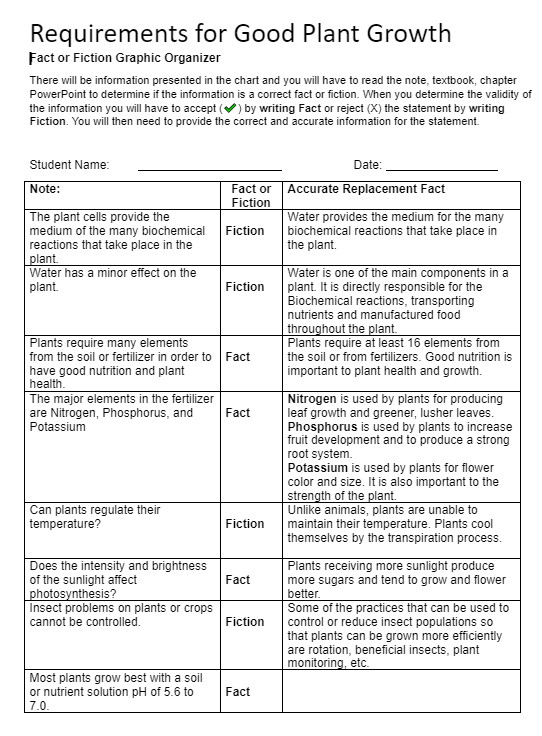 Requirements for Good Plant Growth
Fact or Fiction Graphic Organizer
There will be information presented in the chart and you will have to read the note, textbook, chapter
PowerPoint to determine if the information is a correct fact or fiction. When you determine the validity of
the information you will have to accept (✔) by writing Fact or reject (X) the statement by writing
Fiction. You will then need to provide the correct and accurate information for the statement.
Student Name: ____________________ Date: ________________
Note:
Fact or
Fiction
Accurate Replacement Fact
The plant cells provide the
medium of the many biochemical
reactions that take place in the
plant.
Fiction
Water provides the medium for the many
biochemical reactions that take place in
the plant.
Water has a minor effect on the
plant.
Fiction
Water is one of the main components in a
plant. It is directly responsible for the
Biochemical reactions, transporting
nutrients and manufactured food
throughout the plant.
Plants require many elements
from the soil or fertilizer in order to
have good nutrition and plant
health.
Fact
Plants require at least 16 elements from
the soil or from fertilizers. Good nutrition is
important to plant health and growth.
The major elements in the fertilizer
are Nitrogen, Phosphorus, and
Potassium
Fact
Nitrogen is used by plants for producing
leaf growth and greener, lusher leaves.
Phosphorus is used by plants to increase
fruit development and to produce a strong
root system.
Potassium is used by plants for flower
color and size. It is also important to the
strength of the plant.
Can plants regulate their
temperature?
Fiction
Unlike animals, plants are unable to
maintain their temperature. Plants cool
themselves by the transpiration process.
Does the intensity and brightness
of the sunlight affect
photosynthesis?
Fact
Plants receiving more sunlight produce
more sugars and tend to grow and flower
better.
Insect problems on plants or crops
cannot be controlled.
Fiction
Some of the practices that can be used to
control or reduce insect populations so
that plants can be grown more efficiently
are rotation, beneficial insects, plant
monitoring, etc.
Most plants grow best with a soil
or nutrient solution pH of 5.6 to
7.0.
Fact